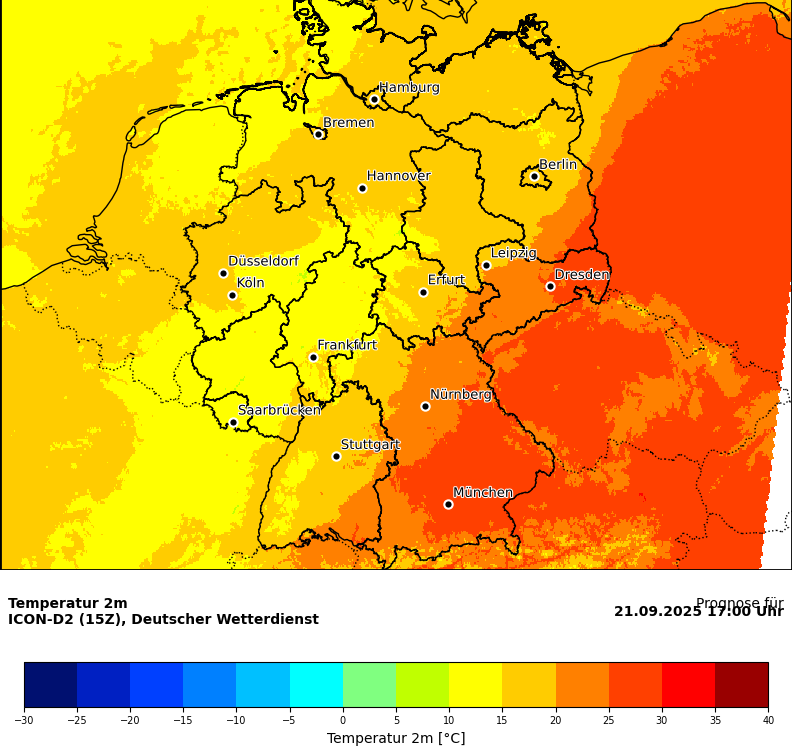 Hamburg
Bremen
Berlin
Hannover
Leipzig
Düsseldorf
Dresden
Köln
Erfurt
Frankfurt
Nürnberg
Saarbrücken
Stuttgart
München
Temperatur 2m
Prognose für
ICON-D2 (15Z), Deutscher Wetterdienst
21.09.2025 17:00 Uhr
−30 −25 −20 −15 −10 −5 0 5 10 15 20 25 30 35 40
Temperatur 2m [°C]